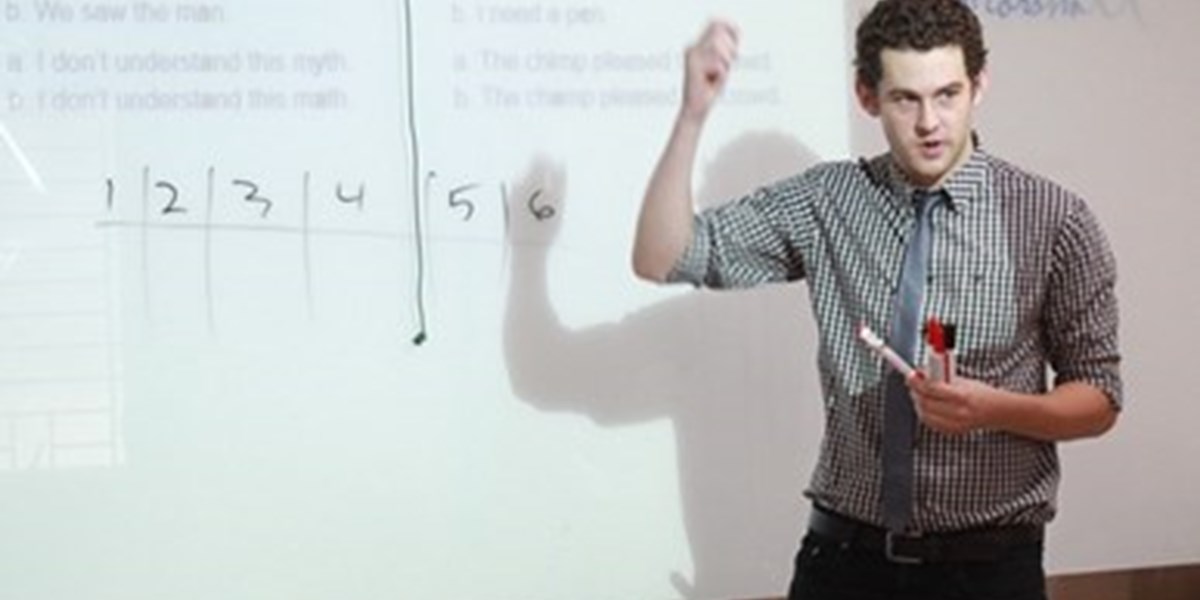 b. We saw the man.
b. I need a pen.
a. I don't understand this myth.
a. The chimp pleased
b. I don't understand this math.
b. The champ pleased
1 2 3 4 5 6